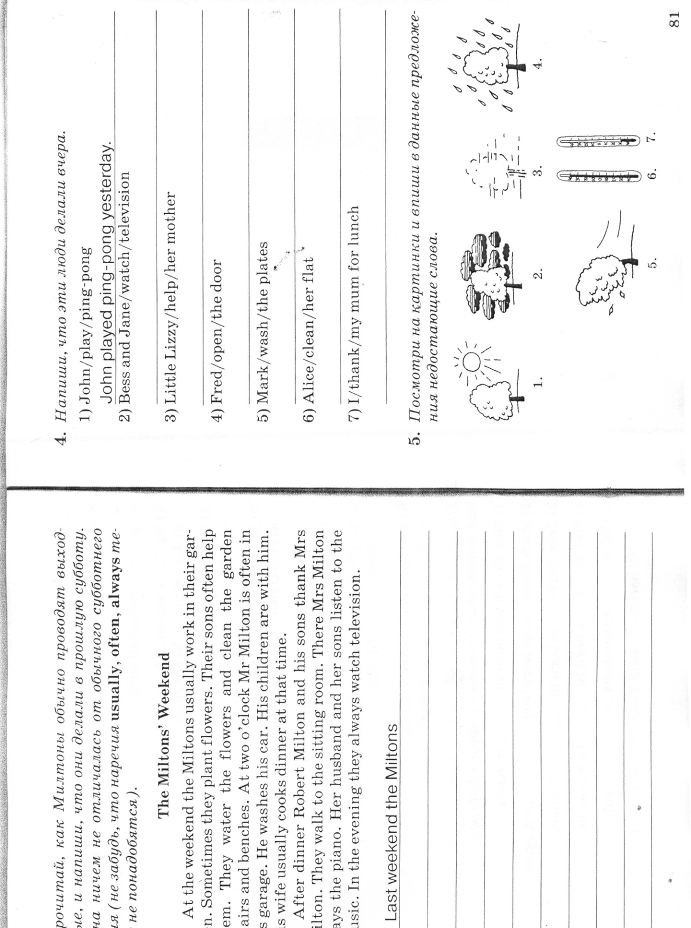 рочитай, как Милтоны обычно проводят выход-
ые, и напиши, что они делали в прошлую субботу.
на ничем не отличалась от обычного субботнего
ия (не забудь, что наречия usually, often, always те-
не понадобятся).
The Miltons' Weekend
At the weekend the Miltons usually work in their gar-
n. Sometimes they plant flowers. Their sons often help
em. They water the flowers and clean the garden
airs and benches. At two o'clock Mr Milton is often in
s garage. He washes his car. His children are with him.
s wife usually cooks dinner at that time.
After dinner Robert Milton and his sons thank Mrs
ilton. They walk to the sitting room. There Mrs Milton
ays the piano. Her husband and her sons listen to the
usic. In the evening they always watch television.
Last weekend the Miltons
4. Напиши, что эти люди делали вчера.
1) John/play/ping-pong
John played ping-pong yesterday.
2) Bess and Jane/watch/television
3) Little Lizzy/help/her mother
4) Fred/open/the door
5) Mark/wash/the plates
6) Alice/clean/her flat
7) I/thank/my mum for lunch
5. Посмотри на картинки и впиши в данные предложе-
ния недостающие слова.
1.
2.
3.
4.
5.
6.
7.
81